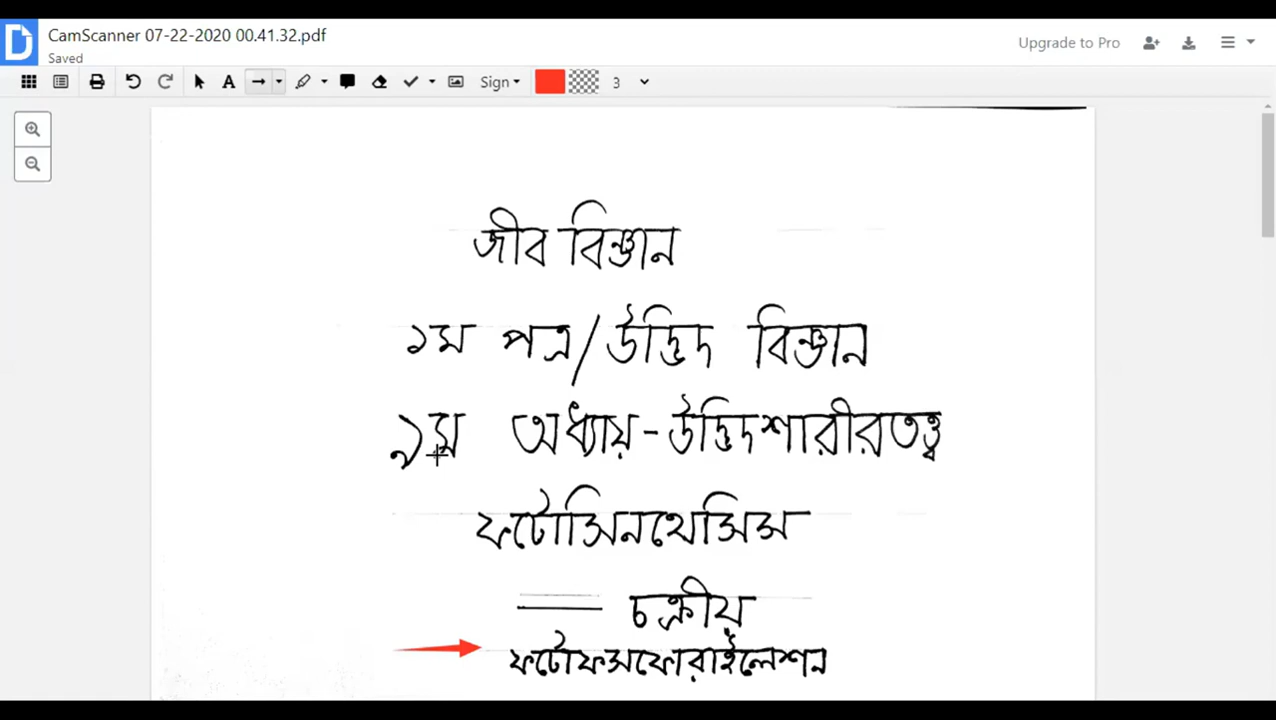 CamScanner 07-22-2020 00.41.32.pdf
Saved
Upgrade to Pro
A Sign 3
জীব বিজ্ঞান
১ম পত্র/উদ্ভিদ বিজ্ঞান
৯ম অধ্যায়-উদ্ভিদশারীরতত্ত্ব
ফটোসিনথেসিস
চক্রীয়
ফটোফসফোরাইলেশন